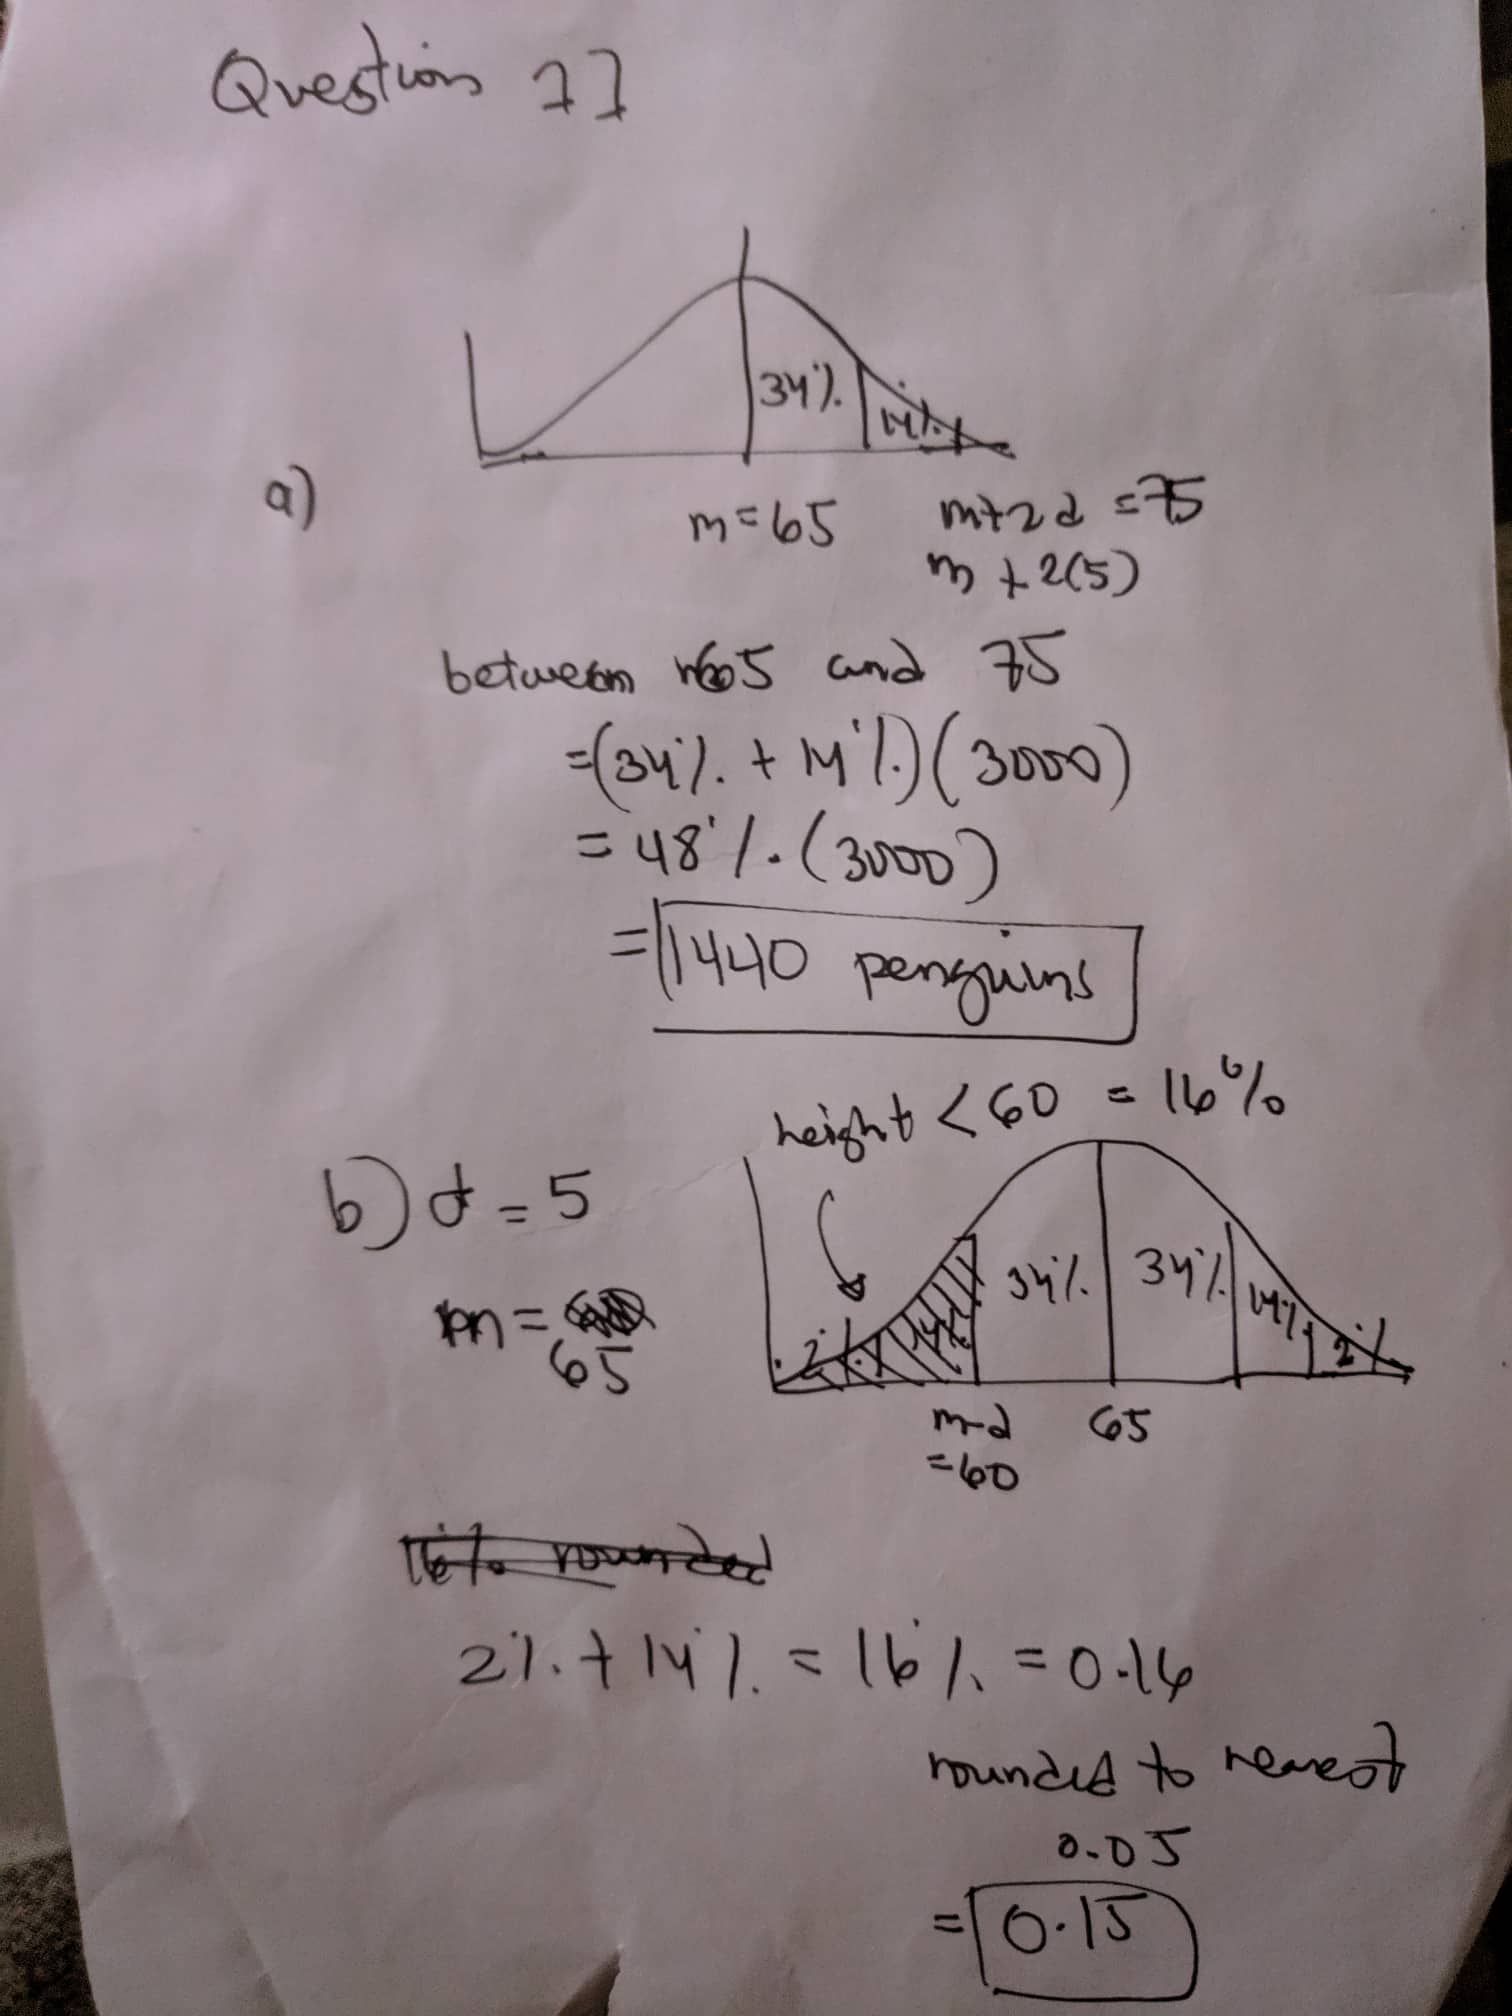 Question 77
34%
14%
a)
m=65 m+2d =75
m +2(5)
between 65 and 75
=(34%. + 14%)(3000)
=48%.(3000)
=1440 penguins
height <60 = 16%
b) d = 5
m =
65
2% 14% 34% 34% 14% 2%
m-d 65
=60
16% rounded
2% + 14% = 16% = 0.16
rounded to nearest
0.05
= 0.15